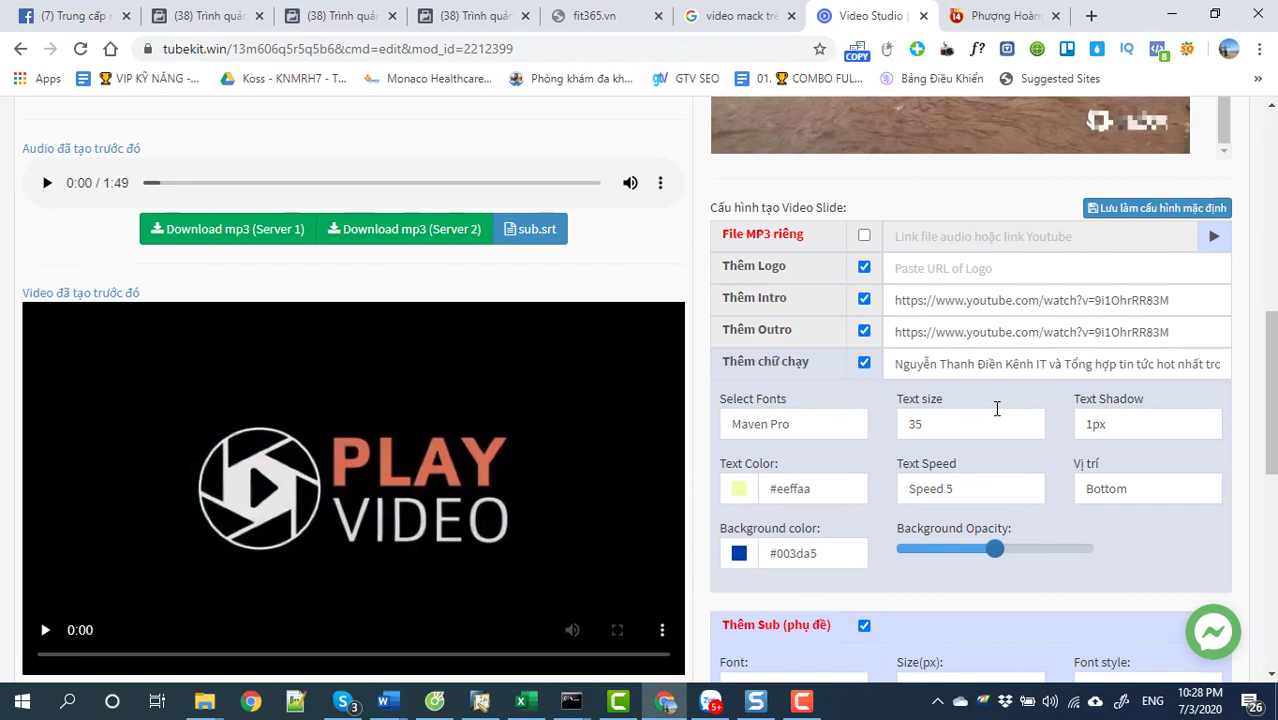 (7) Trung cấp
(38) Trình quả
(38) Trình quả
(38) Trình quả
fit365.vn
video mack trê
Video Studio |
Phượng Hoàng
tubekit.win/13m606q5r5q5b6&cmd=edit&mod_id=2212399
COPY
f?
IQ
8
Apps
VIP KỸ NĂNG -...
Koss - KNMRH7 - T...
Monaco Healthcare...
Phòng khám đa kh...
GTV SEO
01. 🏆 COMBO FUL...
Bảng Điều Khiển
Suggested Sites
»
Audio đã tạo trước đó
0:00 / 1:49
Download mp3 (Server 1)
Download mp3 (Server 2)
sub.srt
Video đã tạo trước đó
PLAY
VIDEO
0:00
Cấu hình tạo Video Slide:
Lưu làm cấu hình mặc định
File MP3 riêng
Link file audio hoặc link Youtube
Thêm Logo
Paste URL of Logo
Thêm Intro
https://www.youtube.com/watch?v=9i1OhrRR83M
Thêm Outro
https://www.youtube.com/watch?v=9i1OhrRR83M
Thêm chữ chạy
Nguyễn Thanh Điền Kênh IT và Tổng hợp tin tức hot nhất trc
Select Fonts
Text size
Text Shadow
Maven Pro
35
1px
Text Color:
Text Speed
Vị trí
#eeffaa
Speed 5
Bottom
Background color:
Background Opacity:
#003da5
Thêm Sub (phụ đề)
Font:
Size(px):
Font style:
3
5+
ENG
10:28 PM
7/3/2020
26